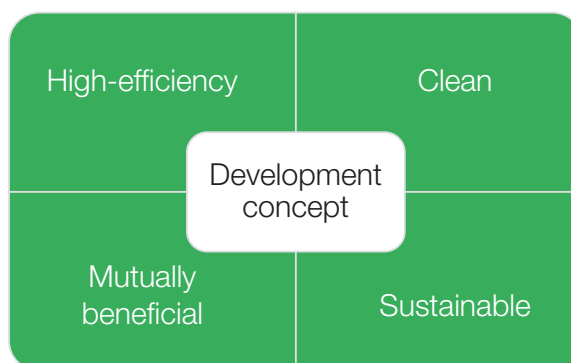 High-efficiency
Clean
Development
concept
Mutually
beneficial
Sustainable